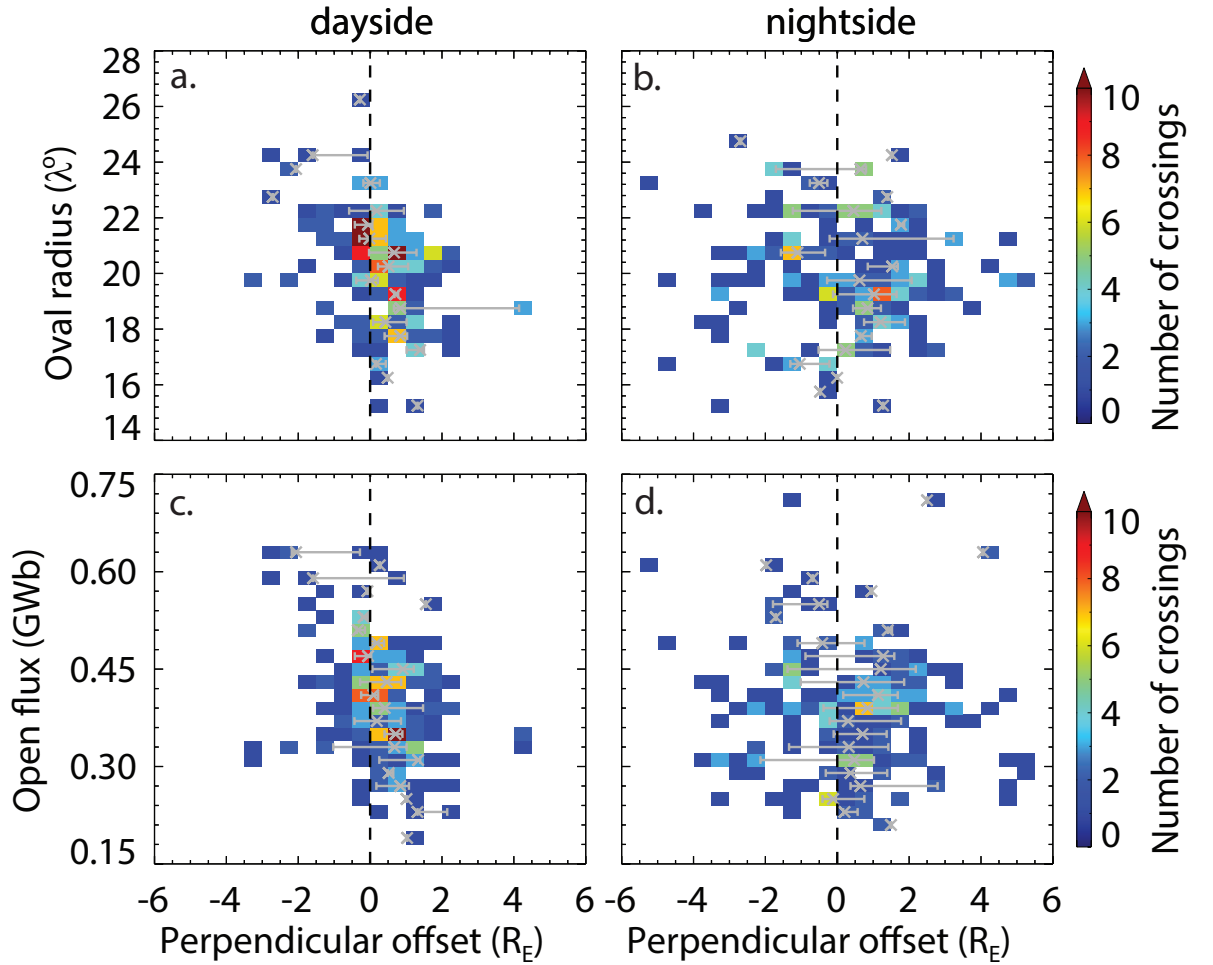 dayside nightside
28 a. b.
26
24
22
20
18
16
14
Oval radius (λ°)
10
8
6
4
2
0
Number of crossings
0.75 c. d.
0.60
0.45
0.30
0.15
Open flux (GWb)
10
8
6
4
2
0
Number of crossings
-6 -4 -2 0 2 4 6 -6 -4 -2 0 2 4 6
Perpendicular offset (R_E) Perpendicular offset (R_E)